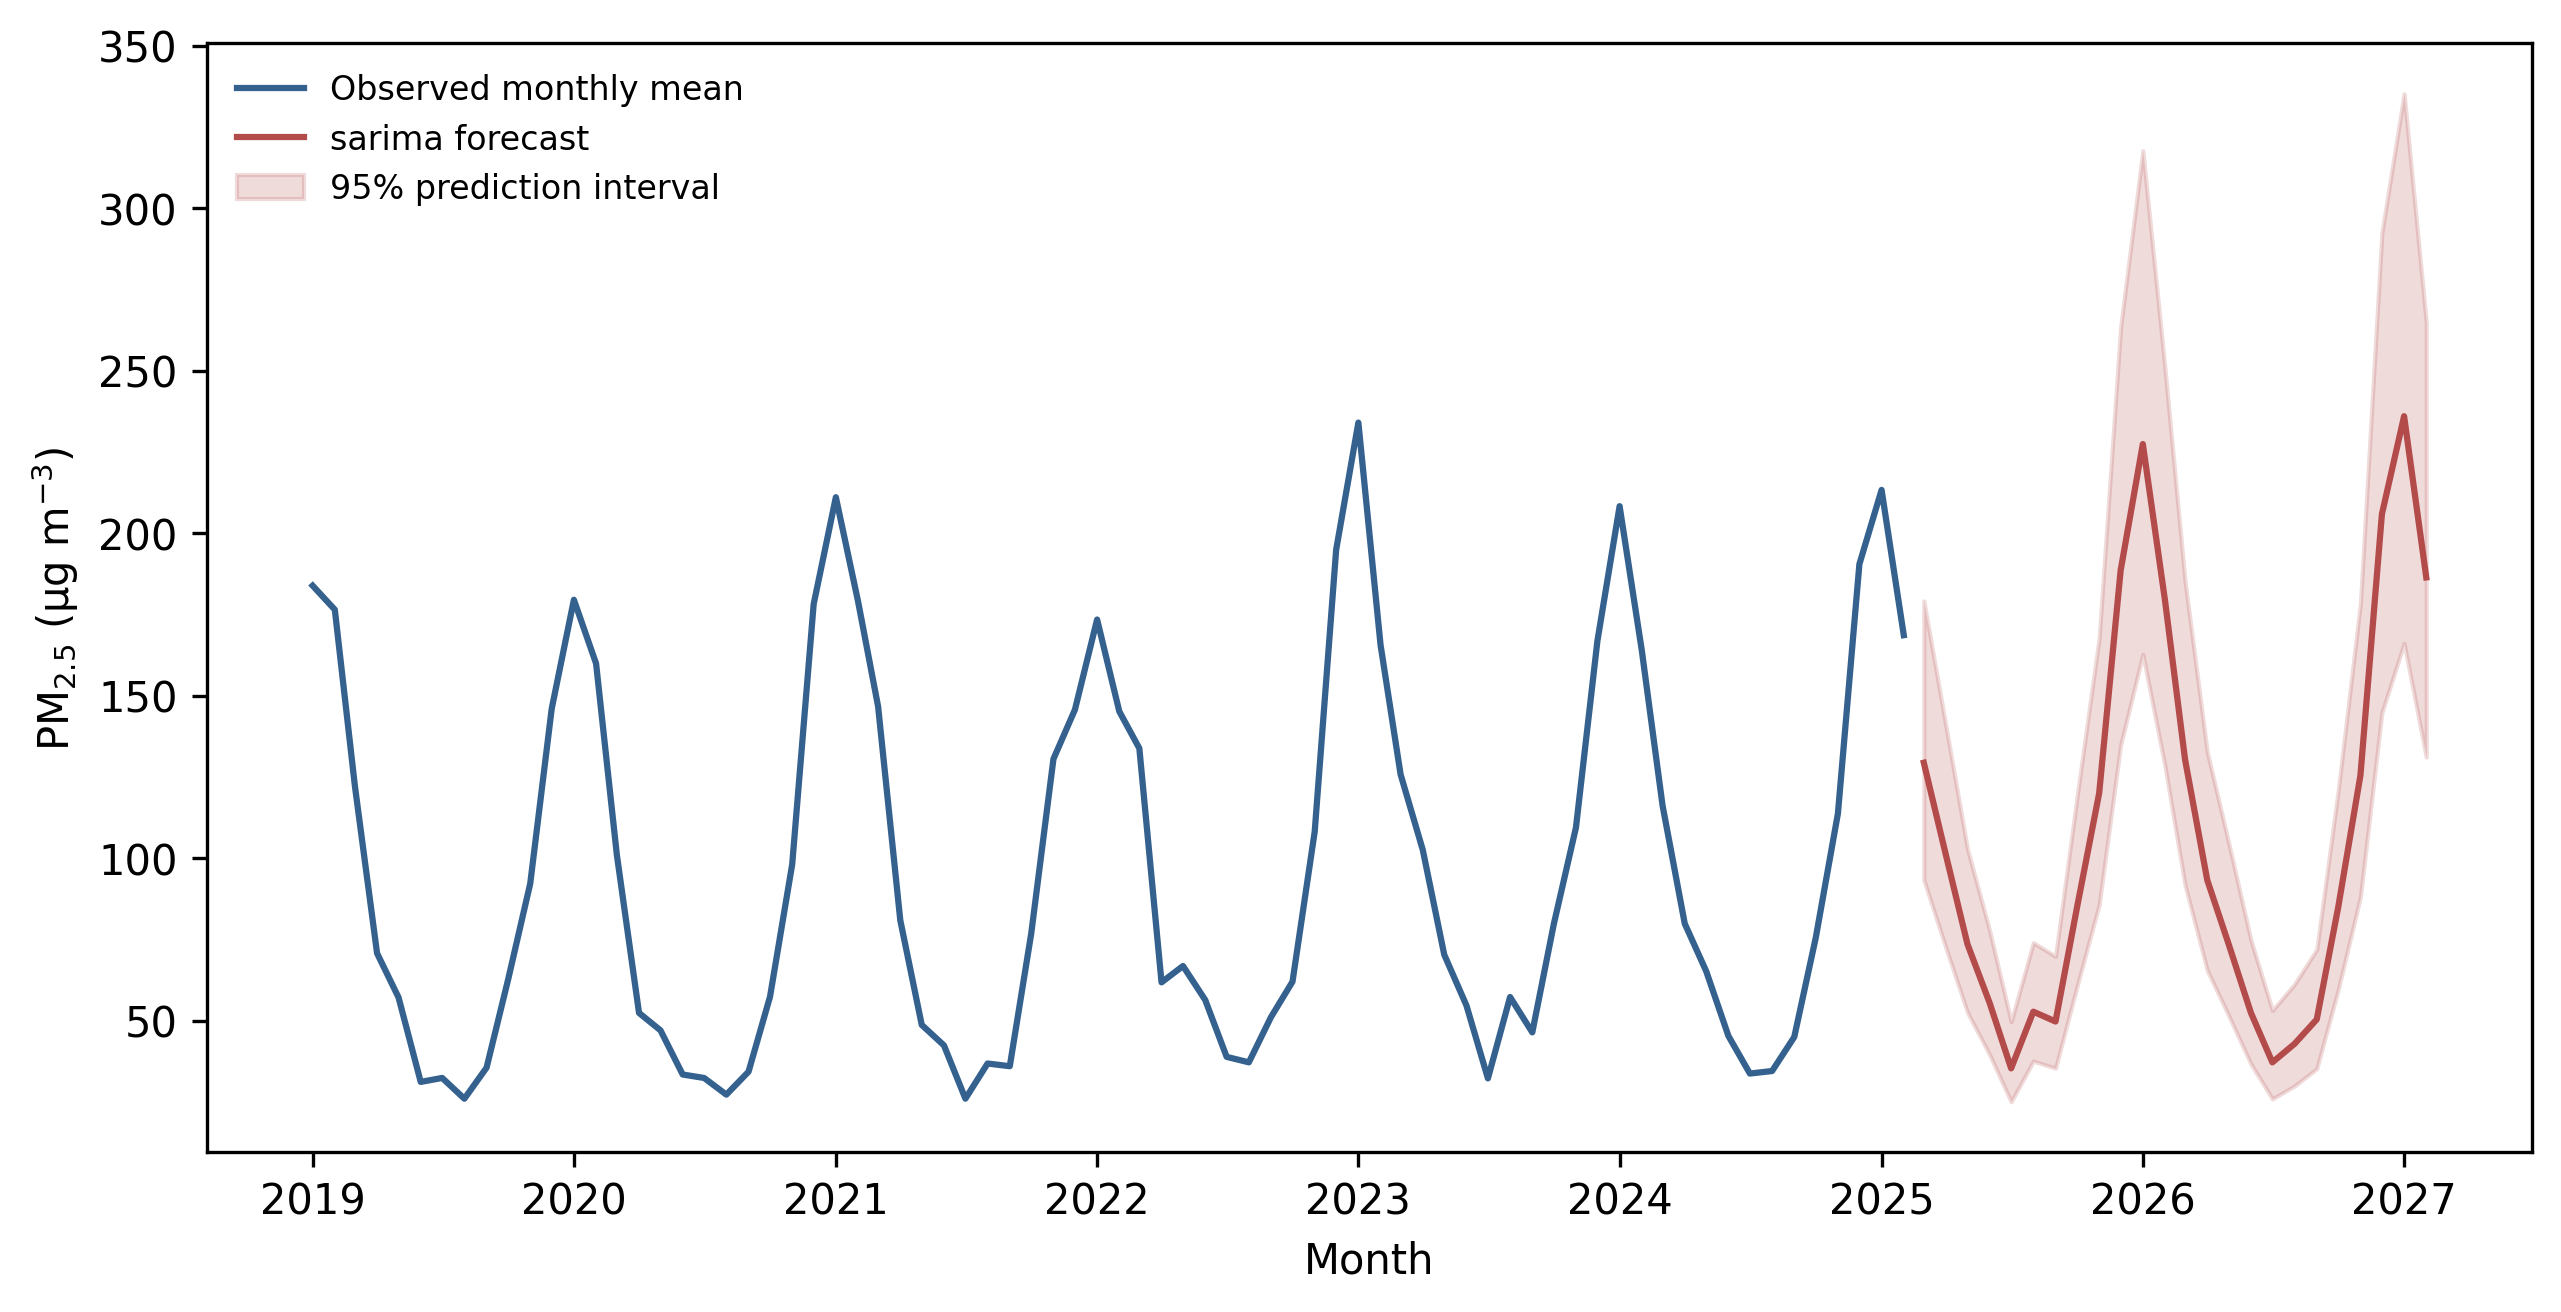 350
300
250
200
150
100
50
PM2.5 (µg m−3)
Observed monthly mean
sarima forecast
95% prediction interval
2019 2020 2021 2022 2023 2024 2025 2026 2027
Month